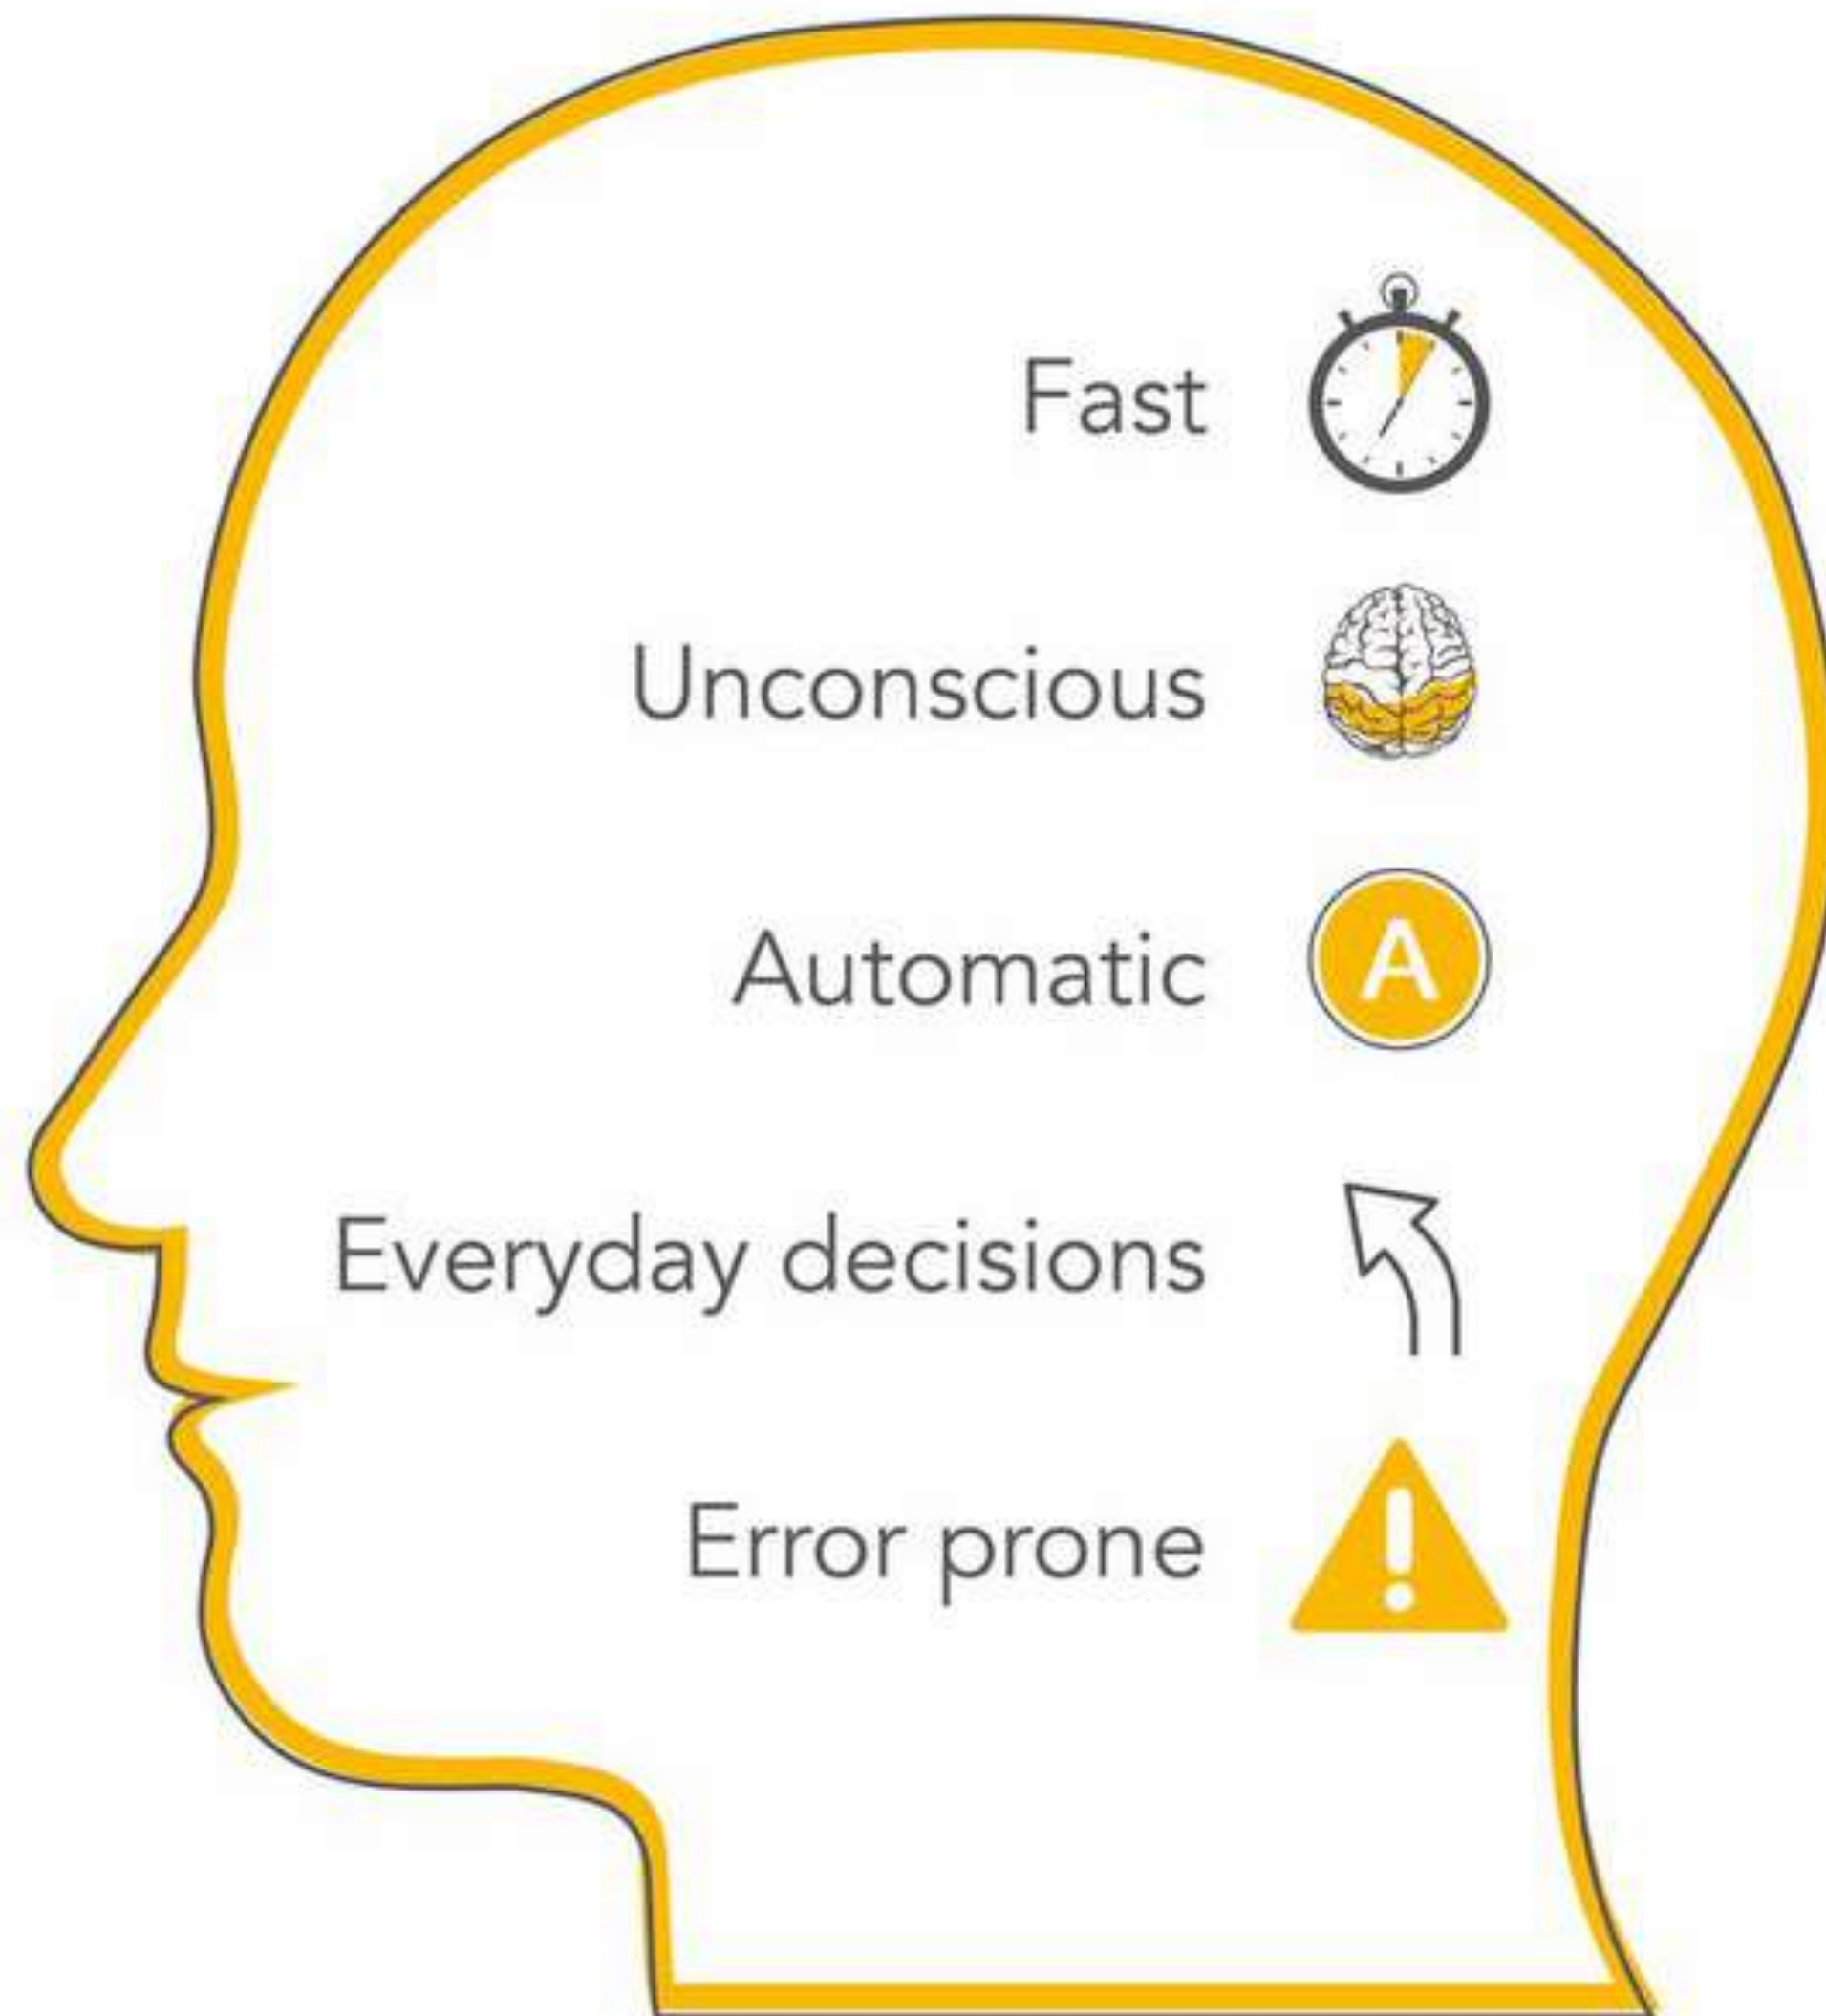 Fast
Unconscious
Automatic
A
Everyday decisions
Error prone